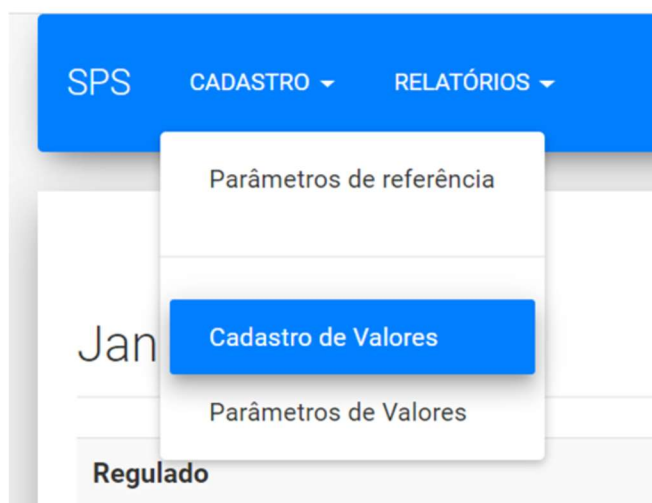 SPS CADASTRO RELATÓRIOS
Parâmetros de referência
Cadastro de Valores
Jan
Parâmetros de Valores
Regulado